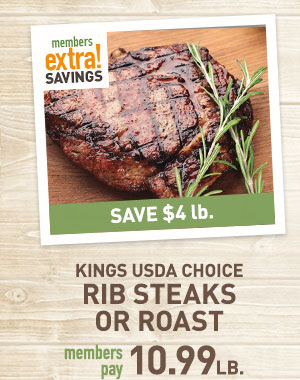 members
extra!
SAVINGS
SAVE $4 lb.
KINGS USDA CHOICE
RIB STEAKS
OR ROAST
members
pay 10.99LB.